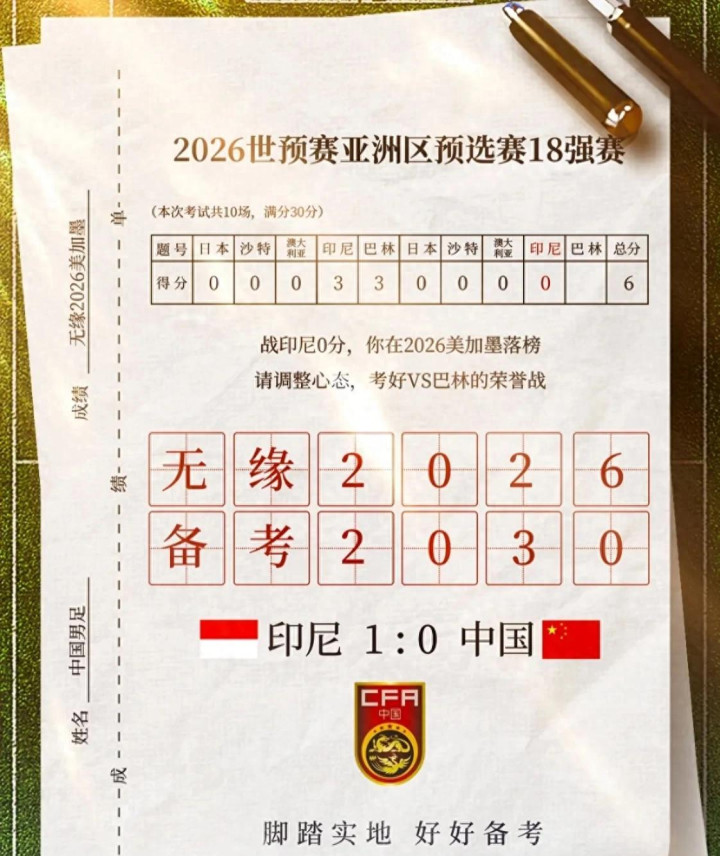 2026世预赛亚洲区预选赛18强赛
（本次考试共10场，满分30分）
题号 日本 沙特 澳大利亚 印尼 巴林 日本 沙特 澳大利亚 印尼 巴林 总分
得分 0 0 0 3 3 0 0 0 0 6
战印尼0分，你在2026美加墨落榜
请调整心态，考好VS巴林的荣誉战
无缘2026
备考2030
印尼 1:0 中国
CFA
中国
脚踏实地 好好备考
姓名 中国男足
成绩 无缘2026美加墨
成绩单